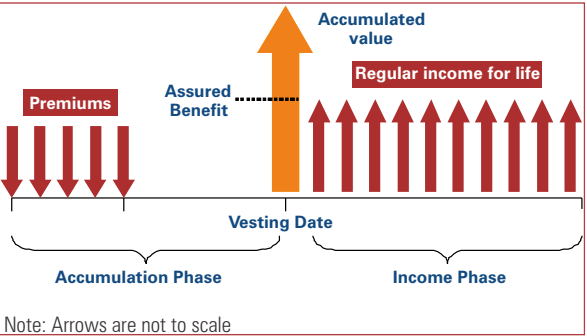 Accumulated
value
Regular income for life
Premiums
Assured
Benefit
Vesting Date
Accumulation Phase
Income Phase
Note: Arrows are not to scale